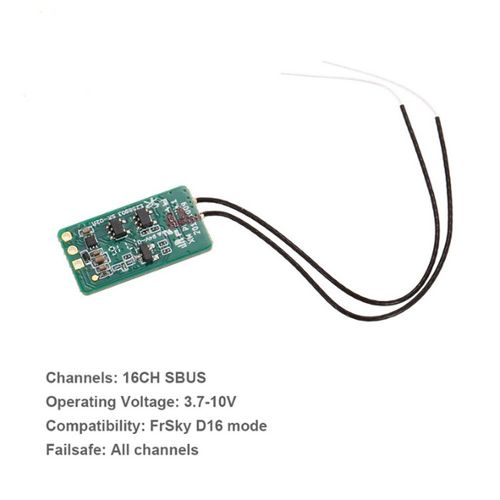 Channels: 16CH SBUS
Operating Voltage: 3.7-10V
Compatibility: FrSky D16 mode
Failsafe: All channels